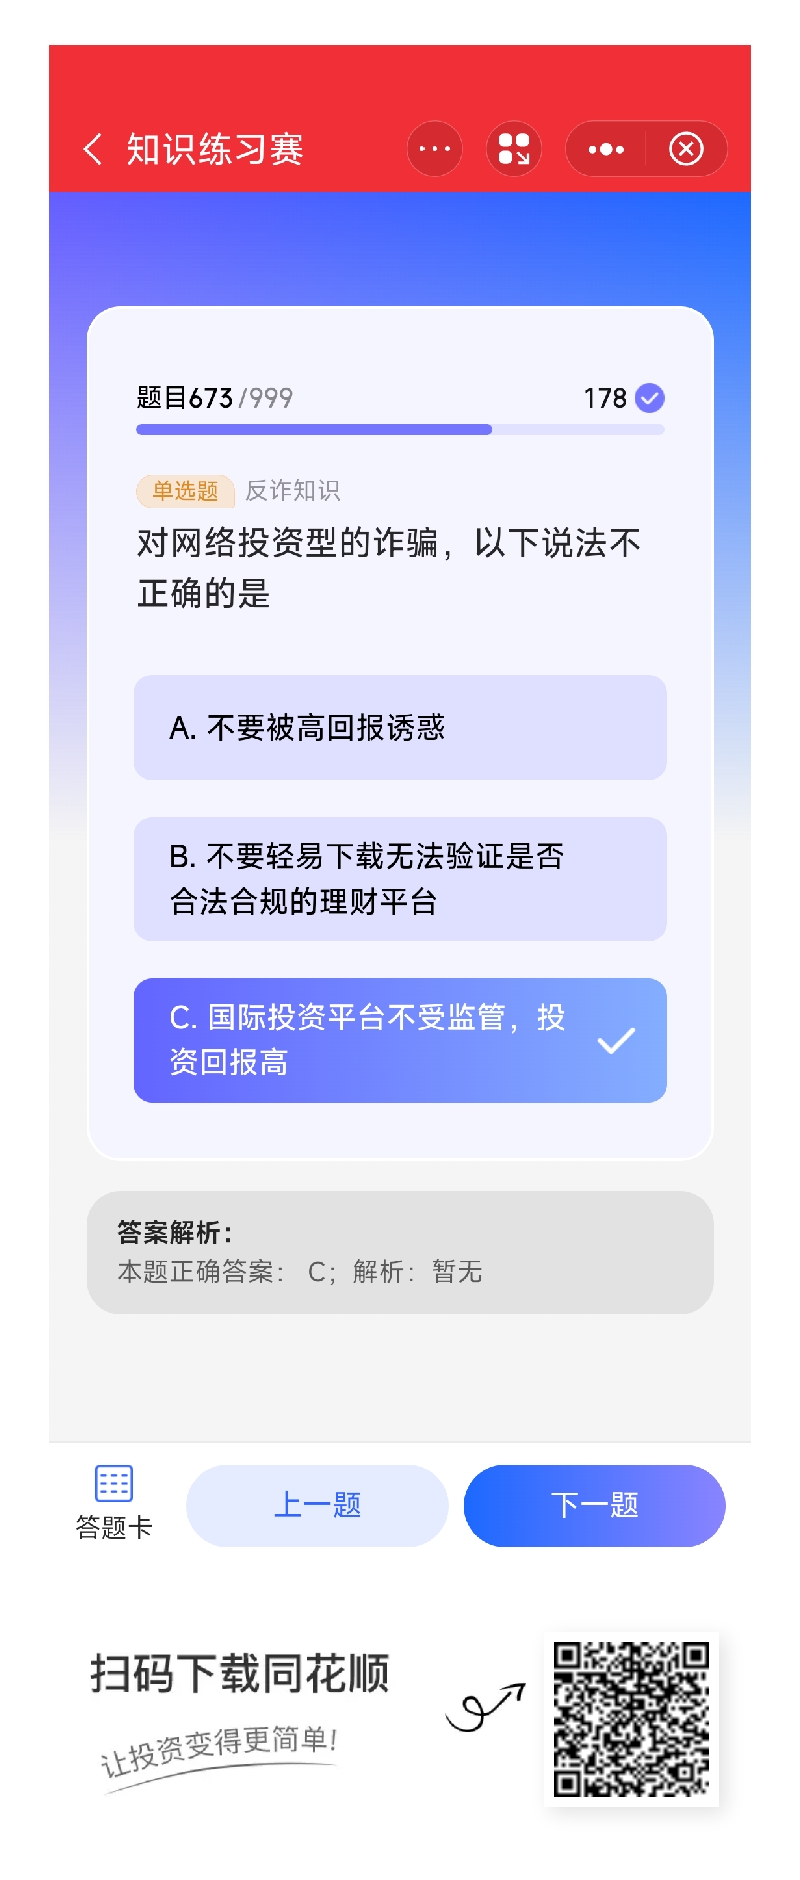 知识练习赛
题目673/999 178
单选题 反诈知识
对网络投资型的诈骗，以下说法不
正确的是
A. 不要被高回报诱惑
B. 不要轻易下载无法验证是否
合法合规的理财平台
C. 国际投资平台不受监管，投
资回报高
答案解析：
本题正确答案： C；解析：暂无
答题卡
上一题
下一题
扫码下载同花顺
让投资变得更简单!